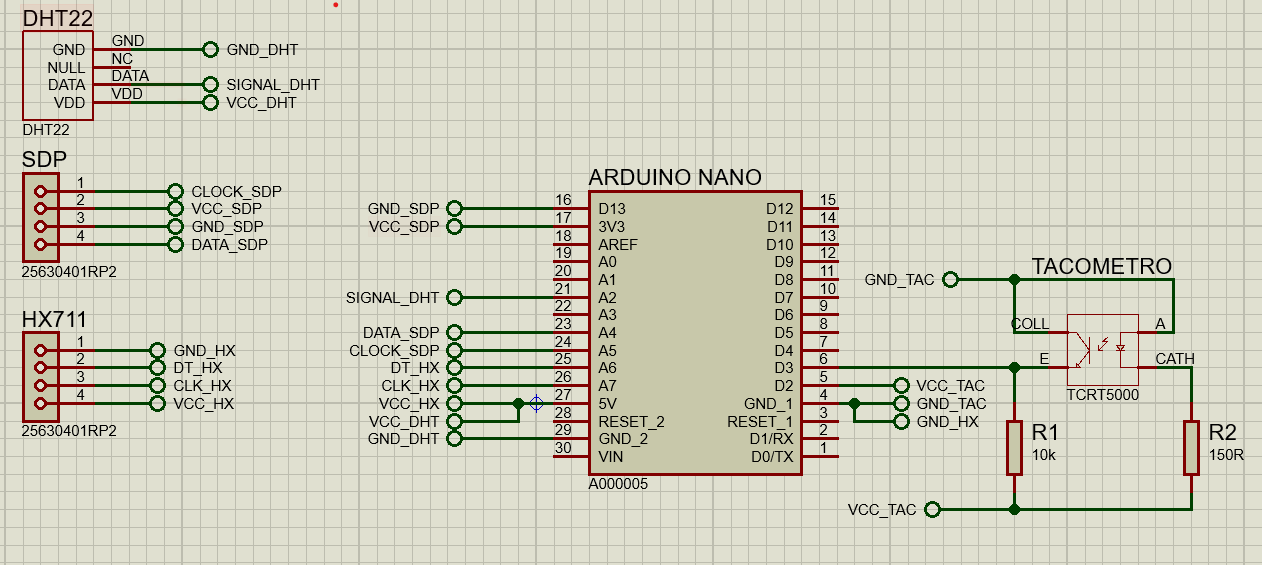 DHT22
GND GND GND_DHT
NULL NC
DATA DATA SIGNAL_DHT
VDD VDD VCC_DHT
DHT22
SDP
1 CLOCK_SDP
2 VCC_SDP
3 GND_SDP
4 DATA_SDP
25630401RP2
HX711
1 GND_HX
2 DT_HX
3 CLK_HX
4 VCC_HX
25630401RP2
ARDUINO NANO
GND_SDP 16 D13 D12 15
VCC_SDP 17 3V3 D11 14
18 AREF D10 13
19 A0 D9 12
20 A1 D8 11
SIGNAL_DHT 21 A2 D7 10
22 A3 D6 9
DATA_SDP 23 A4 D5 8
CLOCK_SDP 24 A5 D4 7
DT_HX 25 A6 D3 6
CLK_HX 26 A7 D2 5 VCC_TAC
VCC_HX 27 5V GND_1 4 GND_TAC
VCC_DHT 28 RESET_2 RESET_1 3 GND_HX
GND_DHT 29 GND_2 D1/RX 2
30 VIN D0/TX 1
A000005
TACOMETRO
GND_TAC
COLL A
E CATH
TCRT5000
R1
10k
R2
150R
VCC_TAC